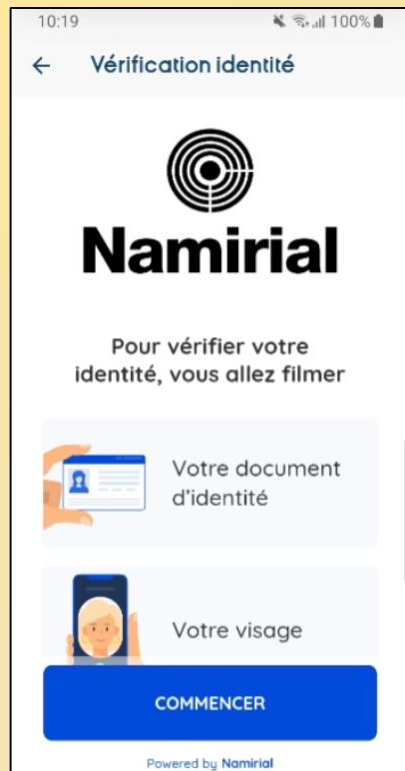 10:19 100%
Vérification identité
Namirial
Pour vérifier votre
identité, vous allez filmer
Votre document
d'identité
Votre visage
COMMENCER
Powered by Namirial